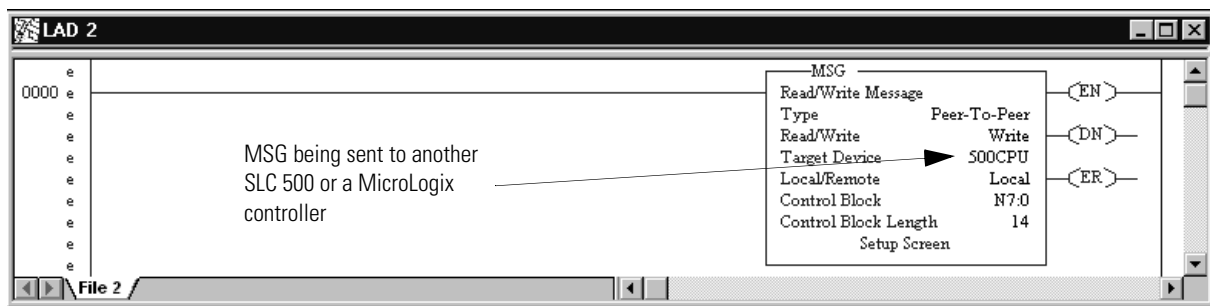 LAD 2
e
0000 e
e
e
e
e
e
e
e
e
MSG being sent to another
SLC 500 or a MicroLogix
controller
MSG
Read/Write Message
Type Peer-To-Peer
Read/Write Write
Target Device 500CPU
Local/Remote Local
Control Block N7:0
Control Block Length 14
Setup Screen
EN
DN
ER
File 2